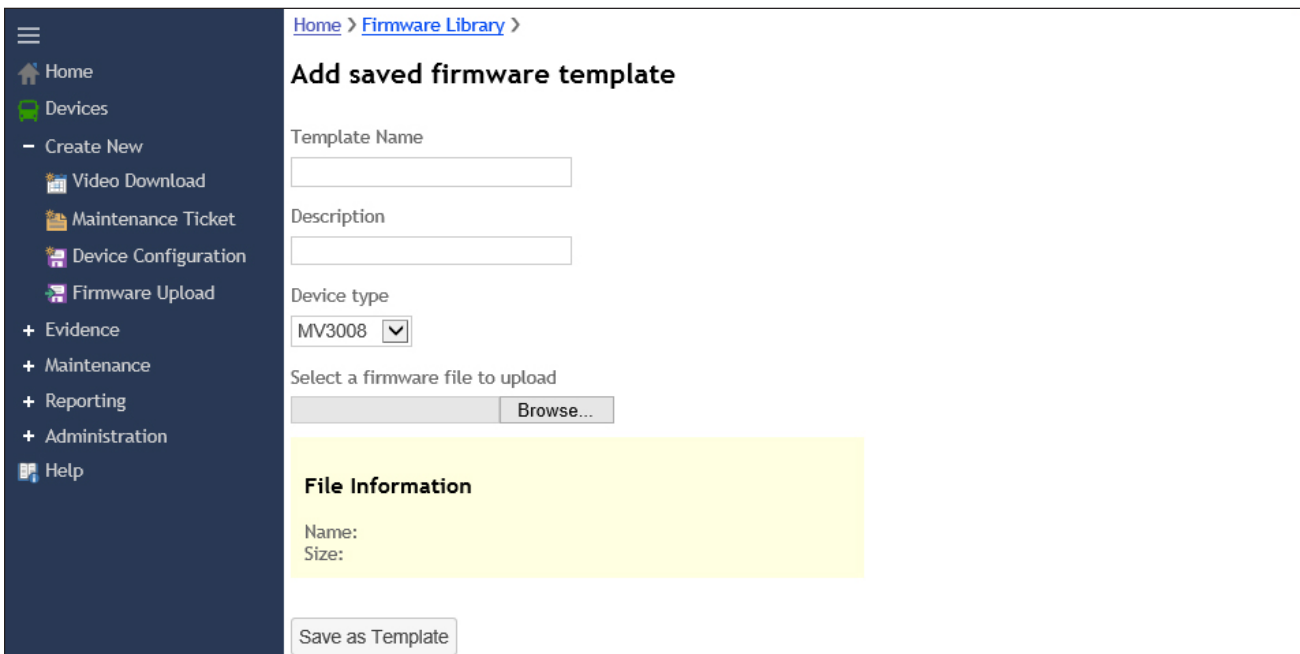 Home > Firmware Library >
Home
Devices
− Create New
Video Download
Maintenance Ticket
Device Configuration
Firmware Upload
+ Evidence
+ Maintenance
+ Reporting
+ Administration
Help
Add saved firmware template
Template Name
Description
Device type
MV3008
Select a firmware file to upload
Browse...
File Information
Name:
Size:
Save as Template